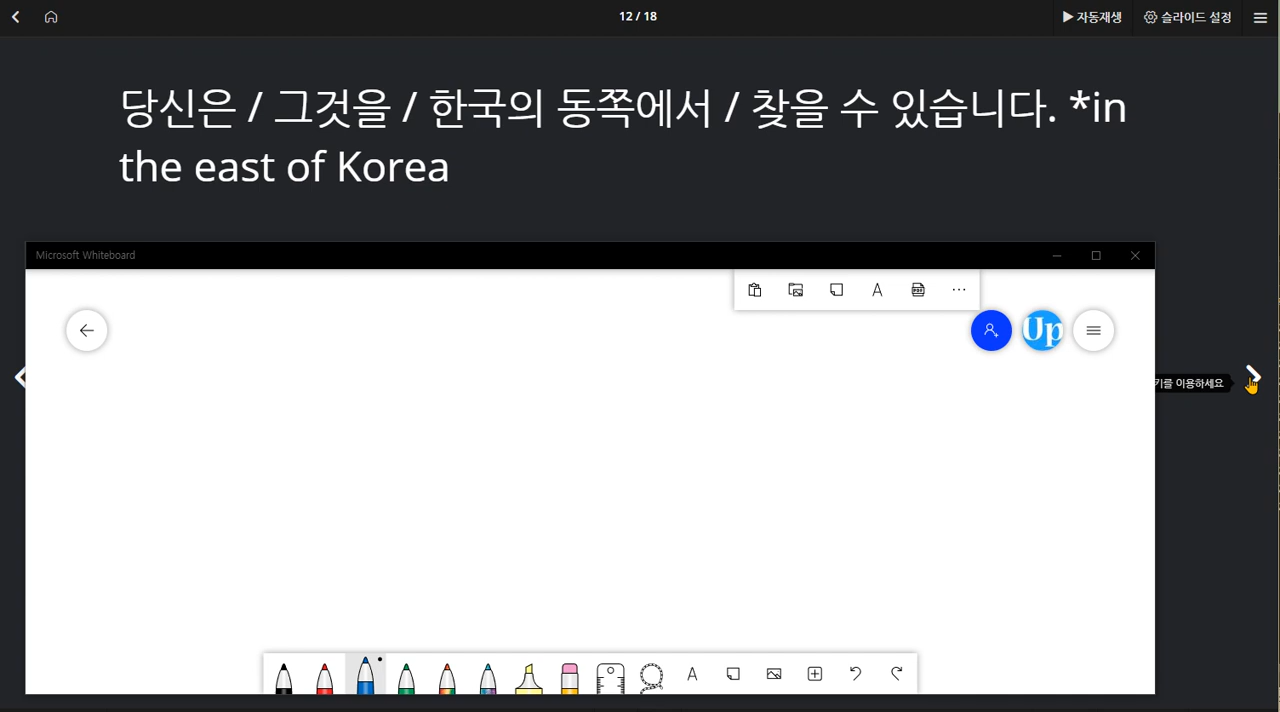 12 / 18
자동재생
슬라이드 설정
당신은 / 그것을 / 한국의 동쪽에서 / 찾을 수 있습니다. *in
the east of Korea
Microsoft Whiteboard
PDF
Up
키를 이용하세요